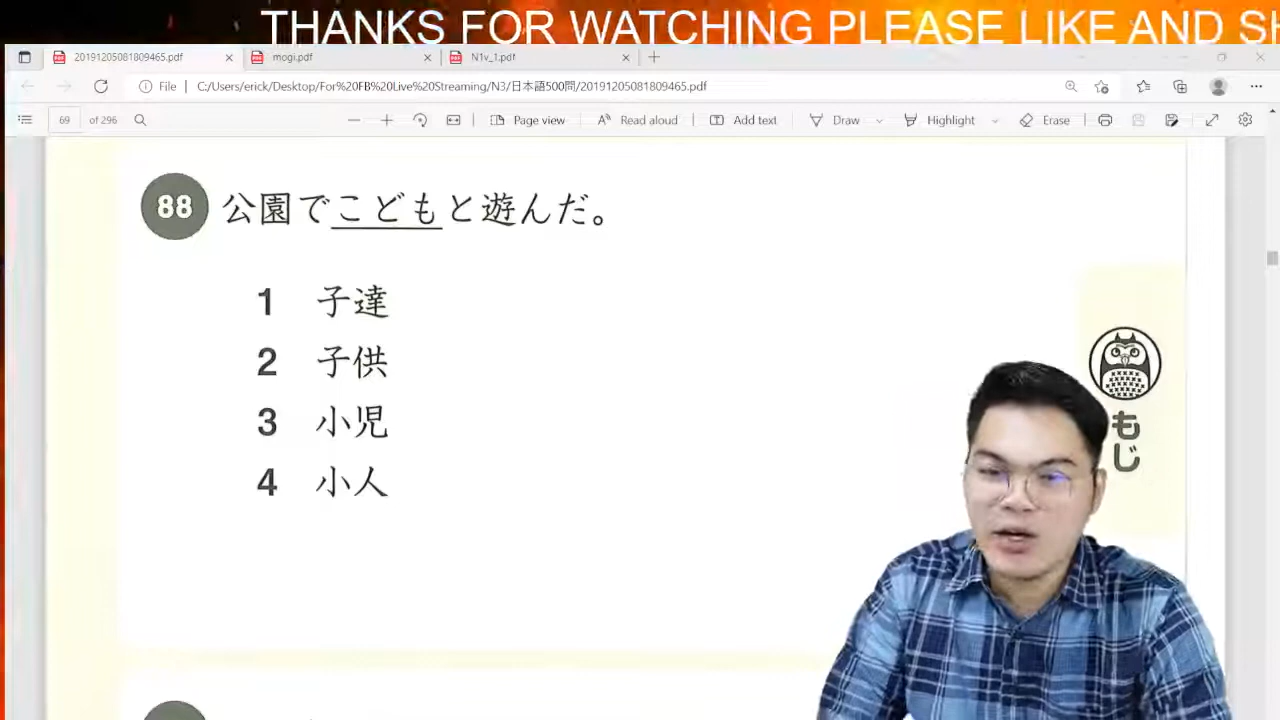 THANKS FOR WATCHING PLEASE LIKE AND SH
20191205081809465.pdf
mogi.pdf
N1v_1.pdf
File
C:/Users/erick/Desktop/For%20FB%20Live%20Streaming/N3/日本語500問/20191205081809465.pdf
69 of 296
Page view
Read aloud
Add text
Draw
Highlight
Erase
88 公園でこどもと遊んだ。
1 子達
2 子供
3 小児
4 小人
もじ